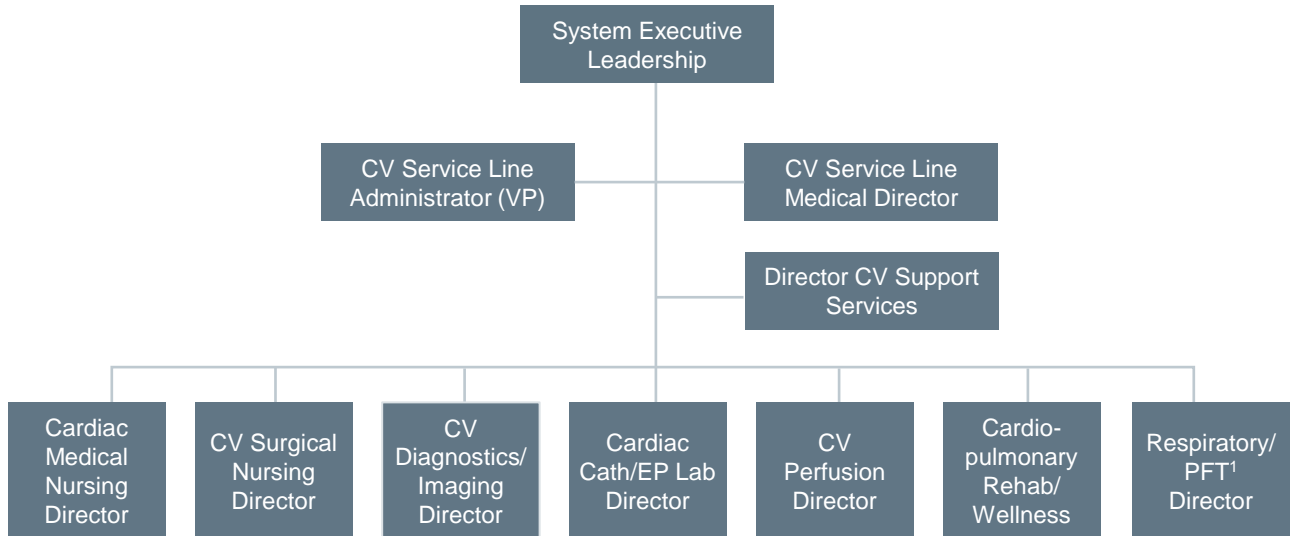 System Executive
Leadership
CV Service Line
Administrator (VP)
CV Service Line
Medical Director
Director CV Support
Services
Cardiac
Medical
Nursing
Director
CV Surgical
Nursing
Director
CV
Diagnostics/
Imaging
Director
Cardiac
Cath/EP Lab
Director
CV
Perfusion
Director
Cardio-
pulmonary
Rehab/
Wellness
Respiratory/
PFT¹
Director